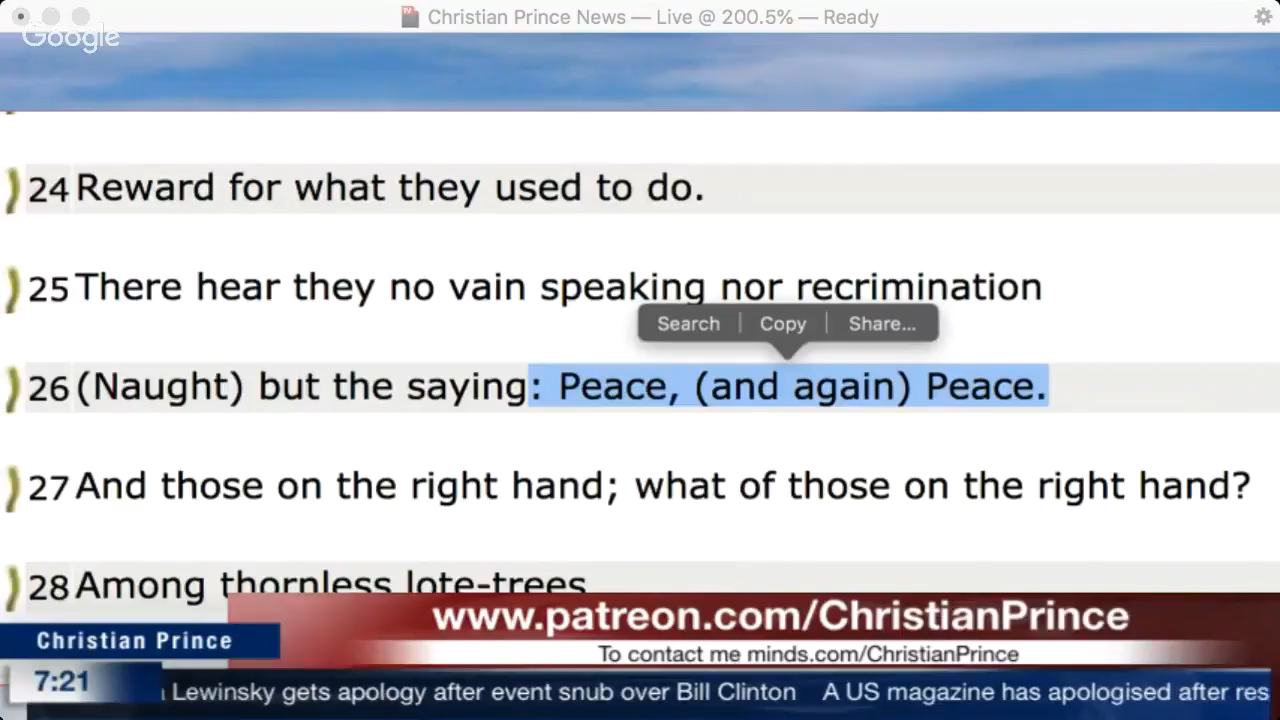 Christian Prince News — Live @ 200.5% — Ready
Google
24 Reward for what they used to do.
25 There hear they no vain speaking nor recrimination
Search Copy Share...
26 (Naught) but the saying: Peace, (and again) Peace.
27 And those on the right hand; what of those on the right hand?
28 Among thornless lote-trees
www.patreon.com/ChristianPrince
Christian Prince
To contact me minds.com/ChristianPrince
7:21
Lewinsky gets apology after event snub over Bill Clinton A US magazine has apologised after res